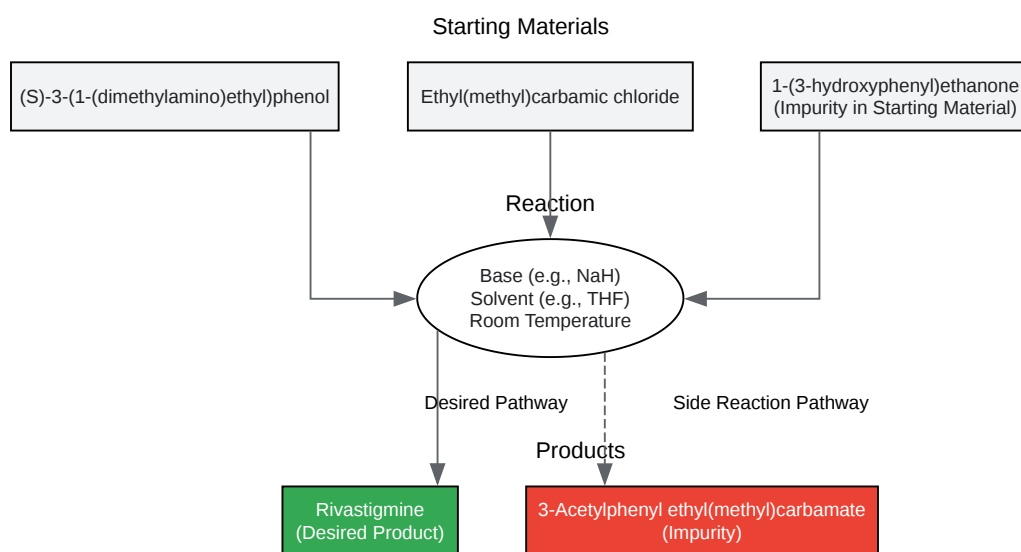 Starting Materials
(S)-3-(1-(dimethylamino)ethyl)phenol
Ethyl(methyl)carbamic chloride
1-(3-hydroxyphenyl)ethanone
(Impurity in Starting Material)
Reaction
Base (e.g., NaH)
Solvent (e.g., THF)
Room Temperature
Desired Pathway
Side Reaction Pathway
Products
Rivastigmine
(Desired Product)
3-Acetylphenyl ethyl(methyl)carbamate
(Impurity)